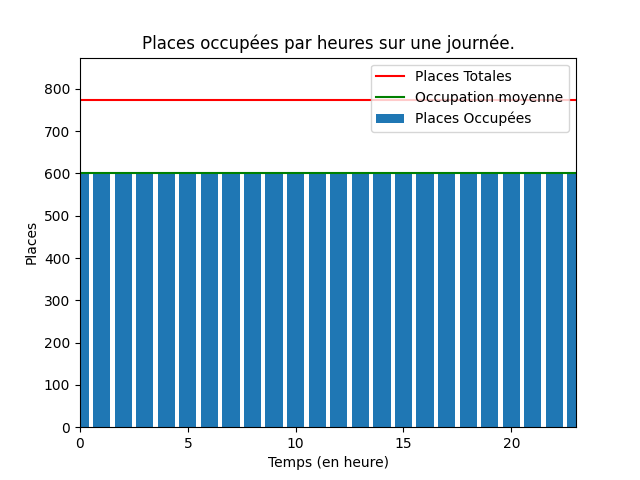 Places occupées par heures sur une journée.
Places Totales
Occupation moyenne
Places Occupées
800
700
600
500
400
300
200
100
0
Places
0 5 10 15 20
Temps (en heure)